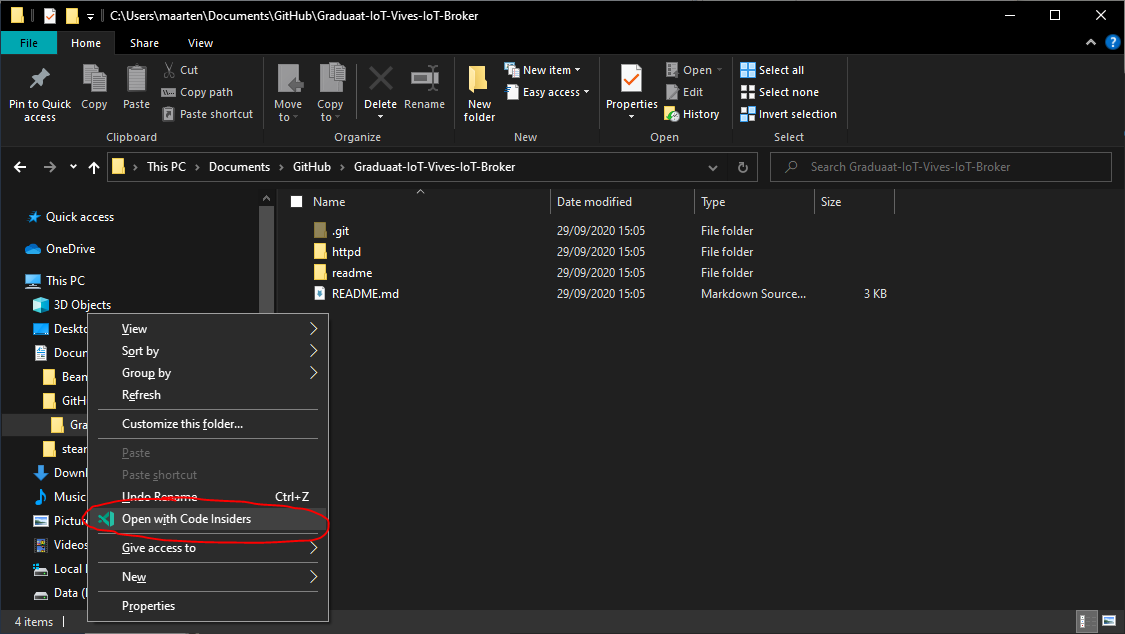 C:\Users\maarten\Documents\GitHub\Graduaat-IoT-Vives-IoT-Broker
File Home Share View
Pin to Quick access
Copy
Paste
Cut
Copy path
Paste shortcut
Clipboard
Move to
Copy to
Delete
Rename
Organize
New folder
New item
Easy access
New
Properties
Open
Edit
History
Open
Select all
Select none
Invert selection
Select
This PC › Documents › GitHub › Graduaat-IoT-Vives-IoT-Broker
Search Graduaat-IoT-Vives-IoT-Broker
Name Date modified Type Size
.git 29/09/2020 15:05 File folder
httpd 29/09/2020 15:05 File folder
readme 29/09/2020 15:05 File folder
README.md 29/09/2020 15:05 Markdown Source... 3 KB
Quick access
OneDrive
This PC
3D Objects
Deskto
Docun
Bean
GitH
Gra
stear
Downl
Music
Pictur
Videos
Local
Data (
View
Sort by
Group by
Refresh
Customize this folder...
Paste
Paste shortcut
Undo Rename Ctrl+Z
Open with Code Insiders
Give access to
New
Properties
4 items